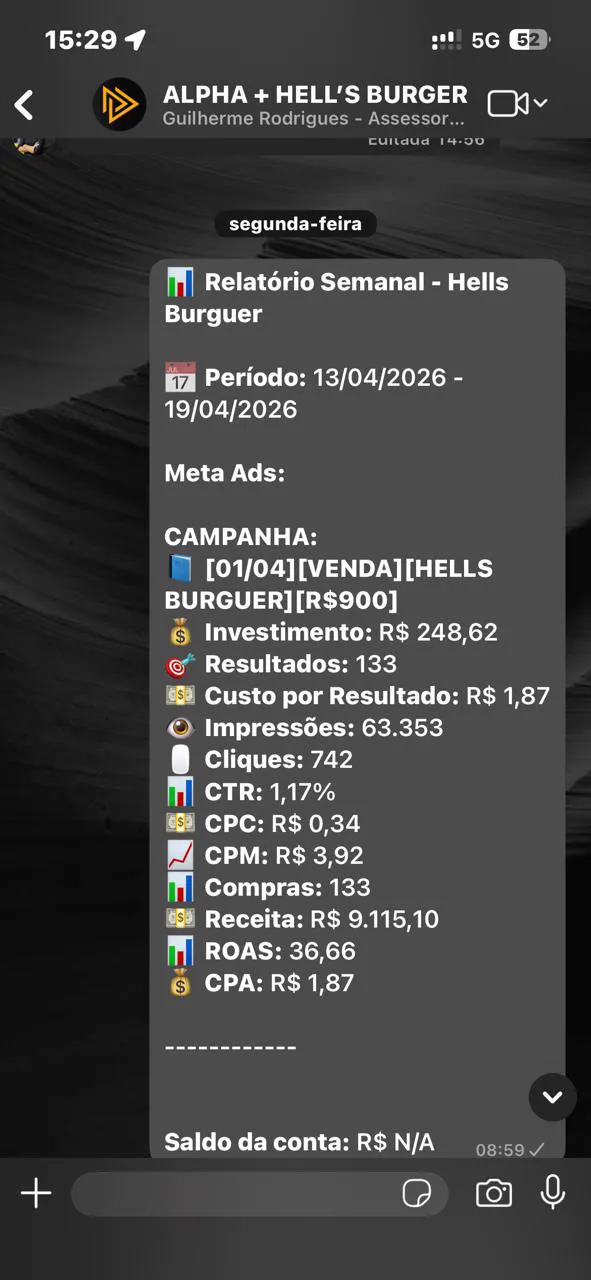 15:29
5G
52
ALPHA + HELL’S BURGER
Guilherme Rodrigues - Assessor...
Editada 14:56
segunda-feira
Relatório Semanal - Hells
Burguer
JUL
17
Período: 13/04/2026 -
19/04/2026
Meta Ads:
CAMPANHA:
[01/04][VENDA][HELLS
BURGUER][R$900]
Investimento: R$ 248,62
Resultados: 133
Custo por Resultado: R$ 1,87
Impressões: 63.353
Cliques: 742
CTR: 1,17%
CPC: R$ 0,34
CPM: R$ 3,92
Compras: 133
Receita: R$ 9.115,10
ROAS: 36,66
CPA: R$ 1,87
------------
Saldo da conta: R$ N/A
08:59